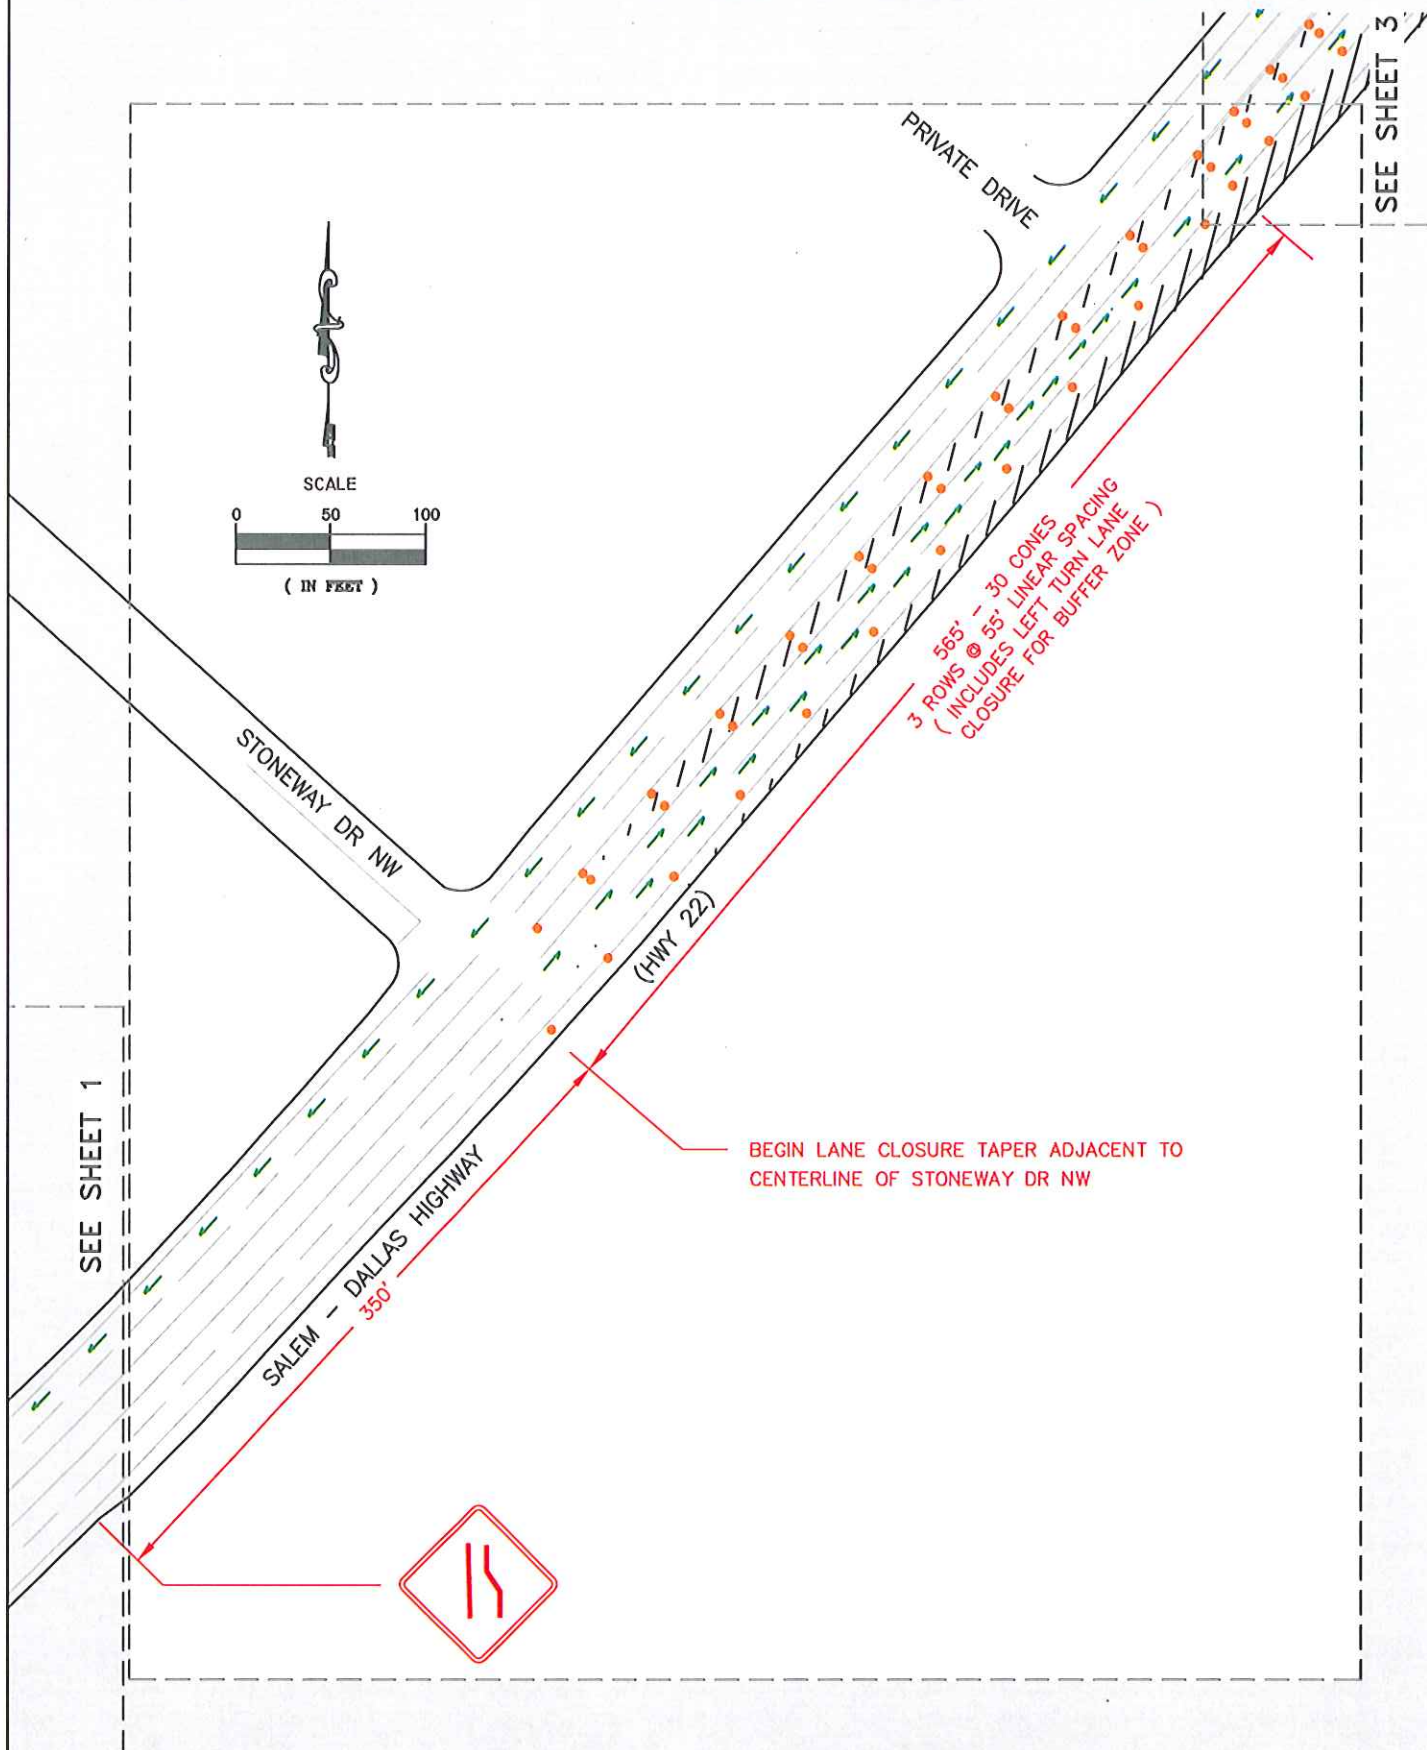 SEE SHEET 3
PRIVATE DRIVE
SCALE
0 50 100
( IN FEET )
565' - 30 CONES
3 ROWS @ 55' LINEAR SPACING
( INCLUDES LEFT TURN LANE
CLOSURE FOR BUFFER ZONE )
STONEWAY DR NW
(HWY 22)
SEE SHEET 1
BEGIN LANE CLOSURE TAPER ADJACENT TO
CENTERLINE OF STONEWAY DR NW
SALEM - DALLAS HIGHWAY
350'